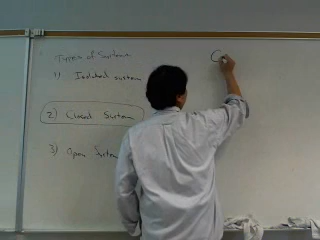 Types of Systems
1) Isolated system
2) Closed System
3) Open System
C